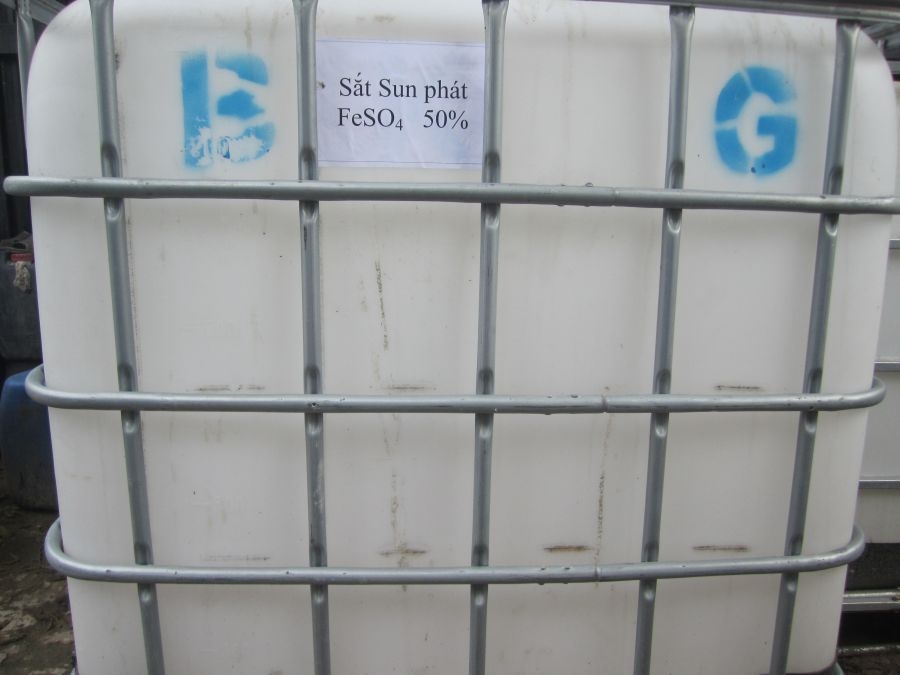 B
Sắt Sun phát
FeSO₄ 50%
G